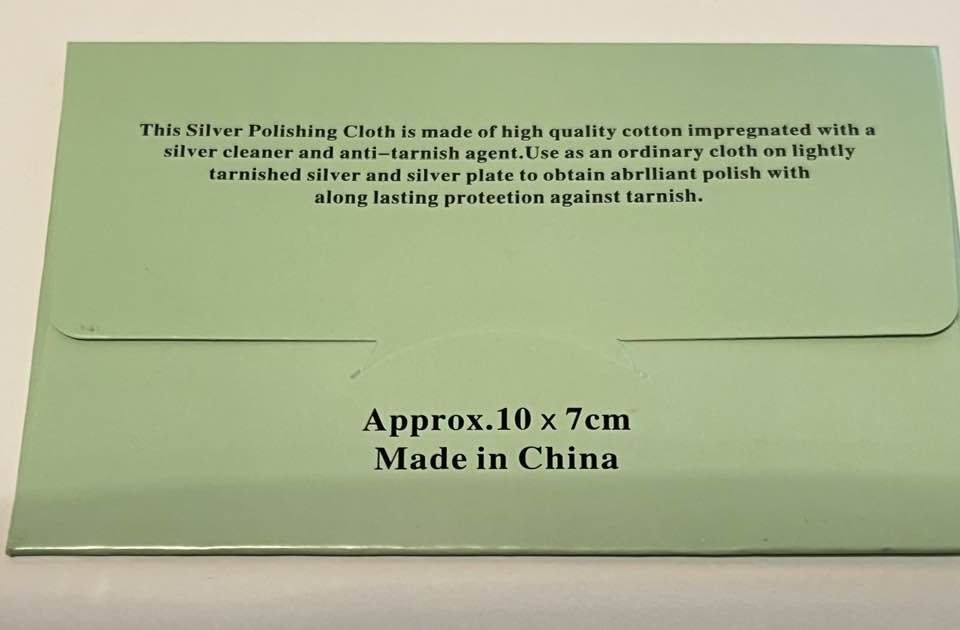 This Silver Polishing Cloth is made of high quality cotton impregnated with a
silver cleaner and anti-tarnish agent.Use as an ordinary cloth on lightly
tarnished silver and silver plate to obtain abrlliant polish with
along lasting proteetion against tarnish.
Approx.10 x 7cm
Made in China